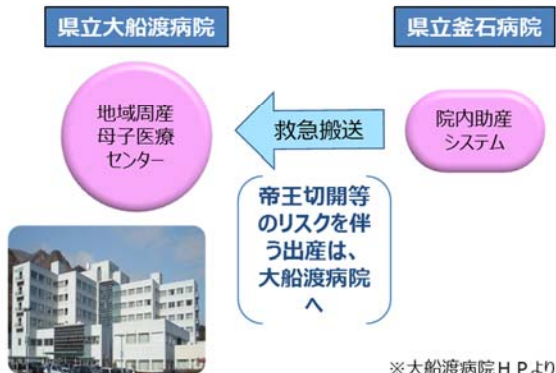 県立大船渡病院
県立釜石病院
地域周産
母子医療
センター
救急搬送
院内助産
システム
帝王切開等
のリスクを伴
う出産は、
大船渡病院
へ
※大船渡病院ＨＰより